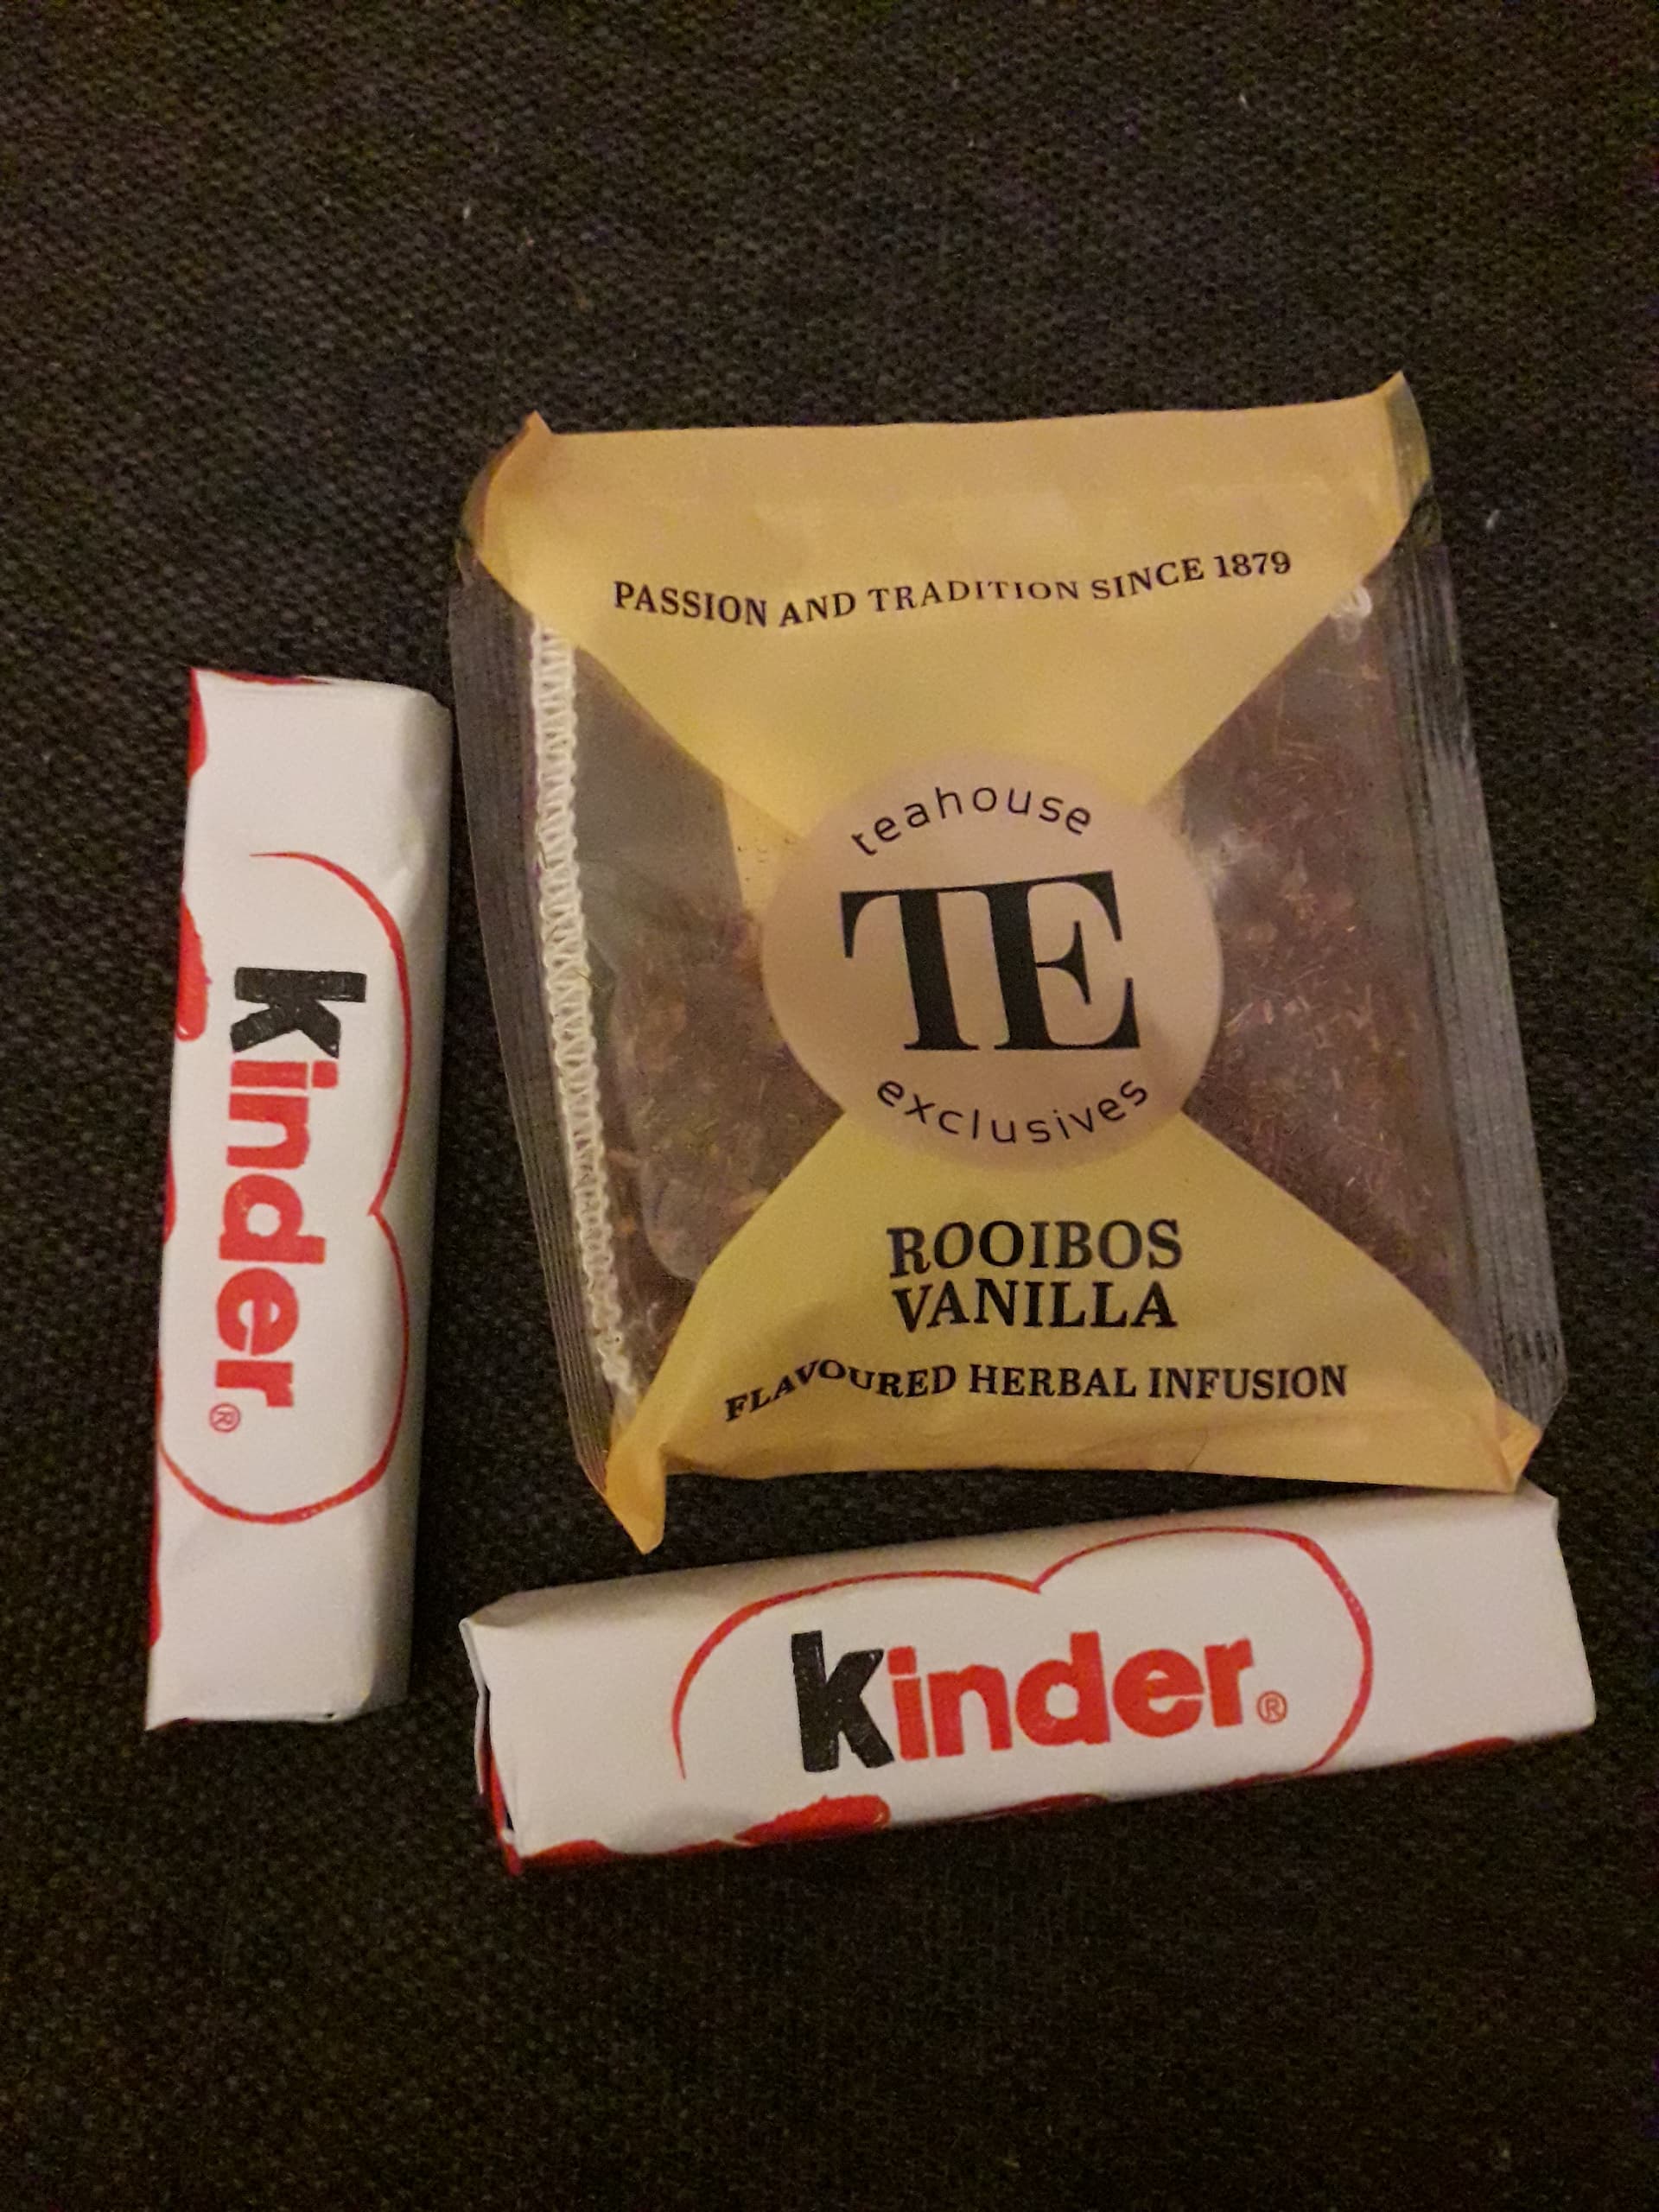 PASSION AND TRADITION SINCE 1879
teahouse
TE
exclusives
ROOIBOS
VANILLA
FLAVOURED HERBAL INFUSION
Kinder®
kinder®